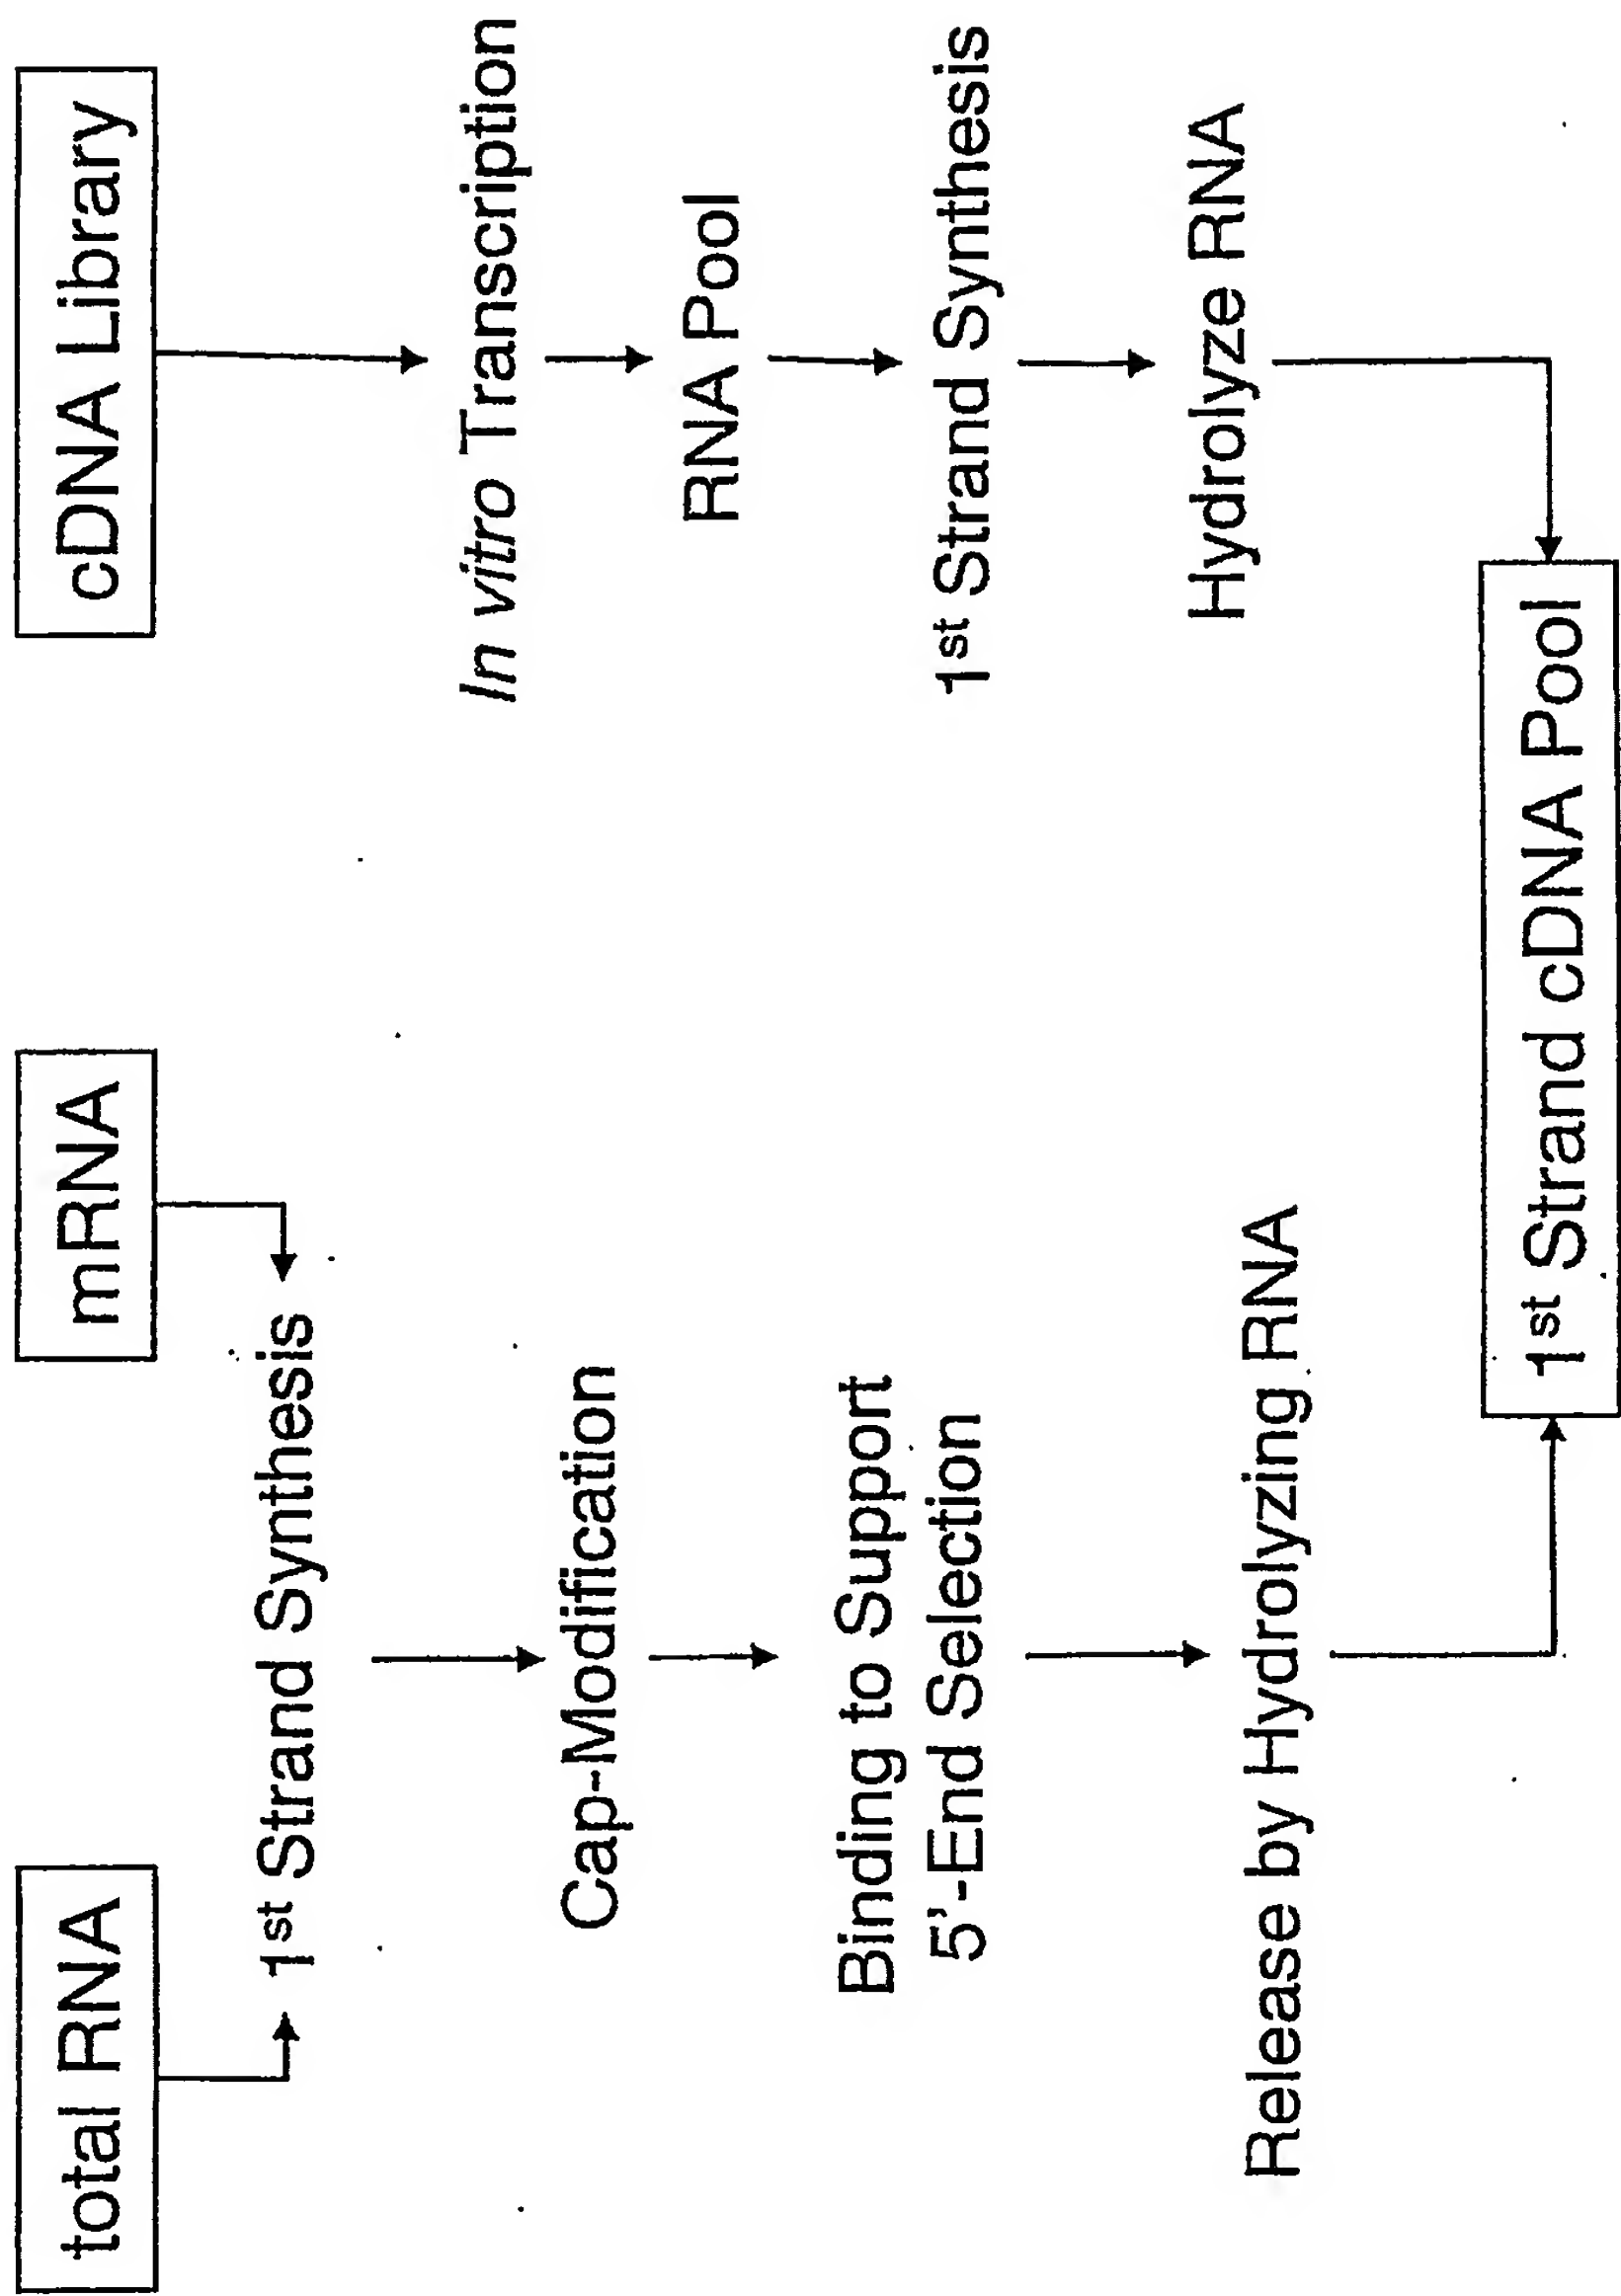 total RNA
mRNA
cDNA Library
1st Strand Synthesis
Cap-Modification
Binding to Support
5'-End Selection
Release by Hydrolyzing RNA
In vitro Transcription
RNA Pool
1st Strand Synthesis
Hydrolyze RNA
1st Strand cDNA Pool